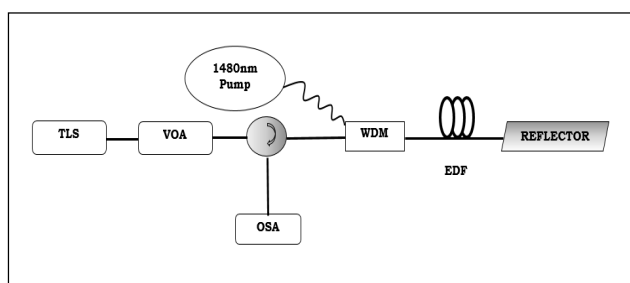 1480nm
Pump
TLS
VOA
WDM
REFLECTOR
EDF
OSA